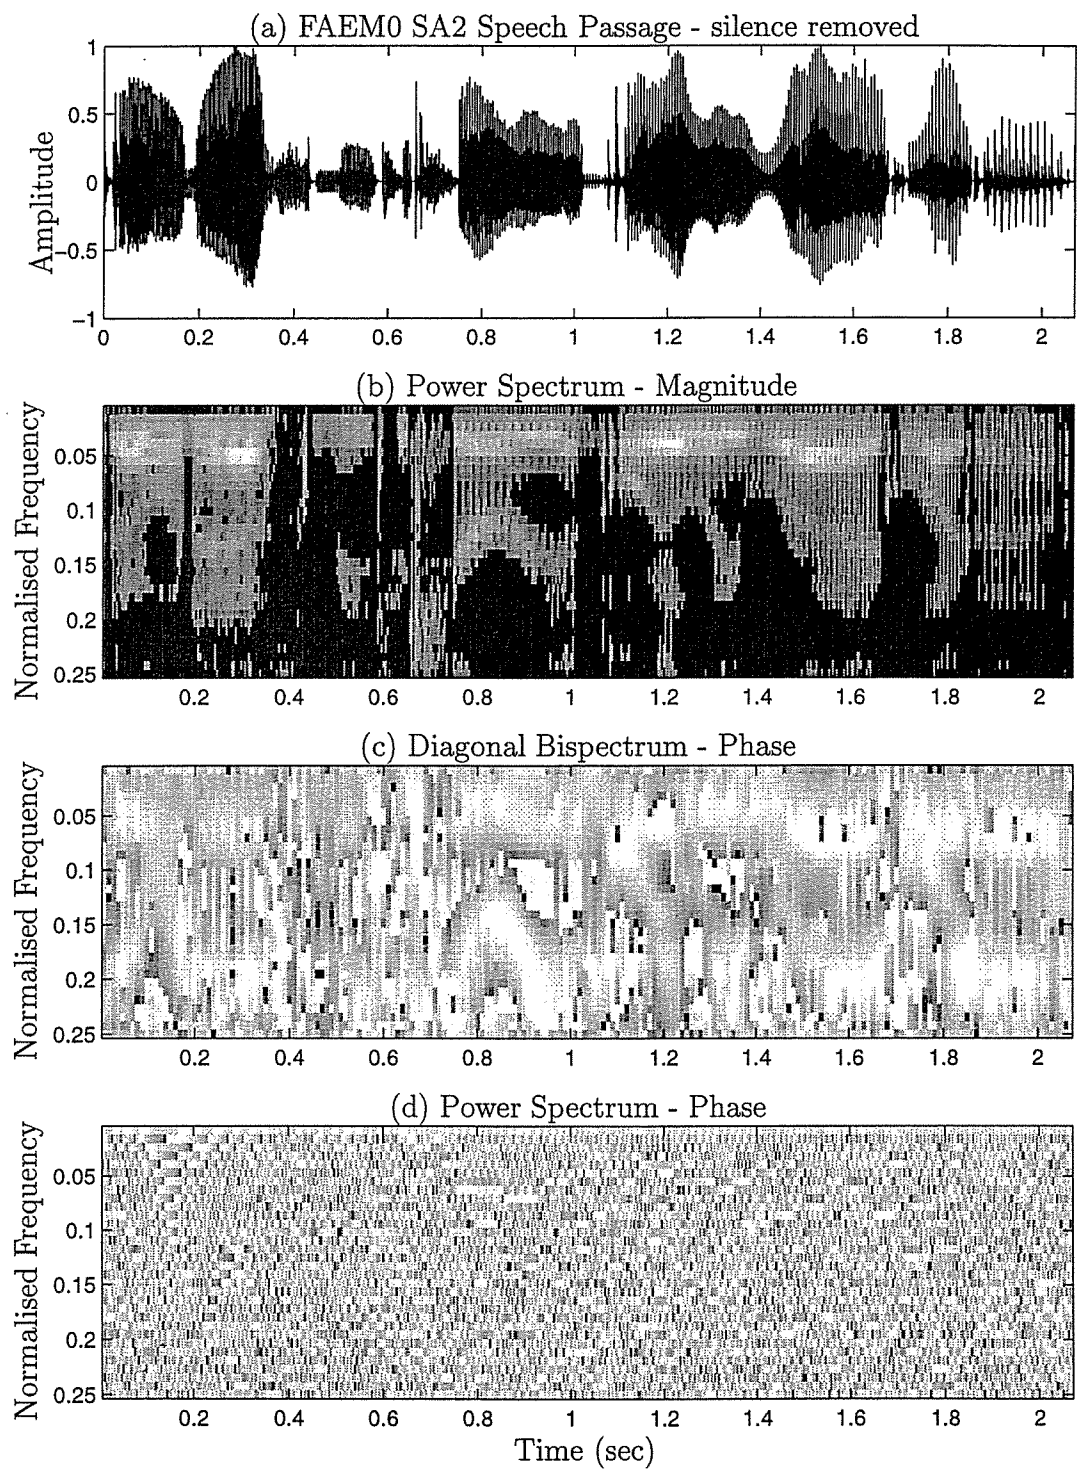 (a) FAEM0 SA2 Speech Passage - silence removed
1
0.5
0
−0.5
−1
Amplitude
0 0.2 0.4 0.6 0.8 1 1.2 1.4 1.6 1.8 2
(b) Power Spectrum - Magnitude
0.05
0.1
0.15
0.2
0.25
Normalised Frequency
0.2 0.4 0.6 0.8 1 1.2 1.4 1.6 1.8 2
(c) Diagonal Bispectrum - Phase
0.05
0.1
0.15
0.2
0.25
Normalised Frequency
0.2 0.4 0.6 0.8 1 1.2 1.4 1.6 1.8 2
(d) Power Spectrum - Phase
0.05
0.1
0.15
0.2
0.25
Normalised Frequency
0.2 0.4 0.6 0.8 1 1.2 1.4 1.6 1.8 2
Time (sec)